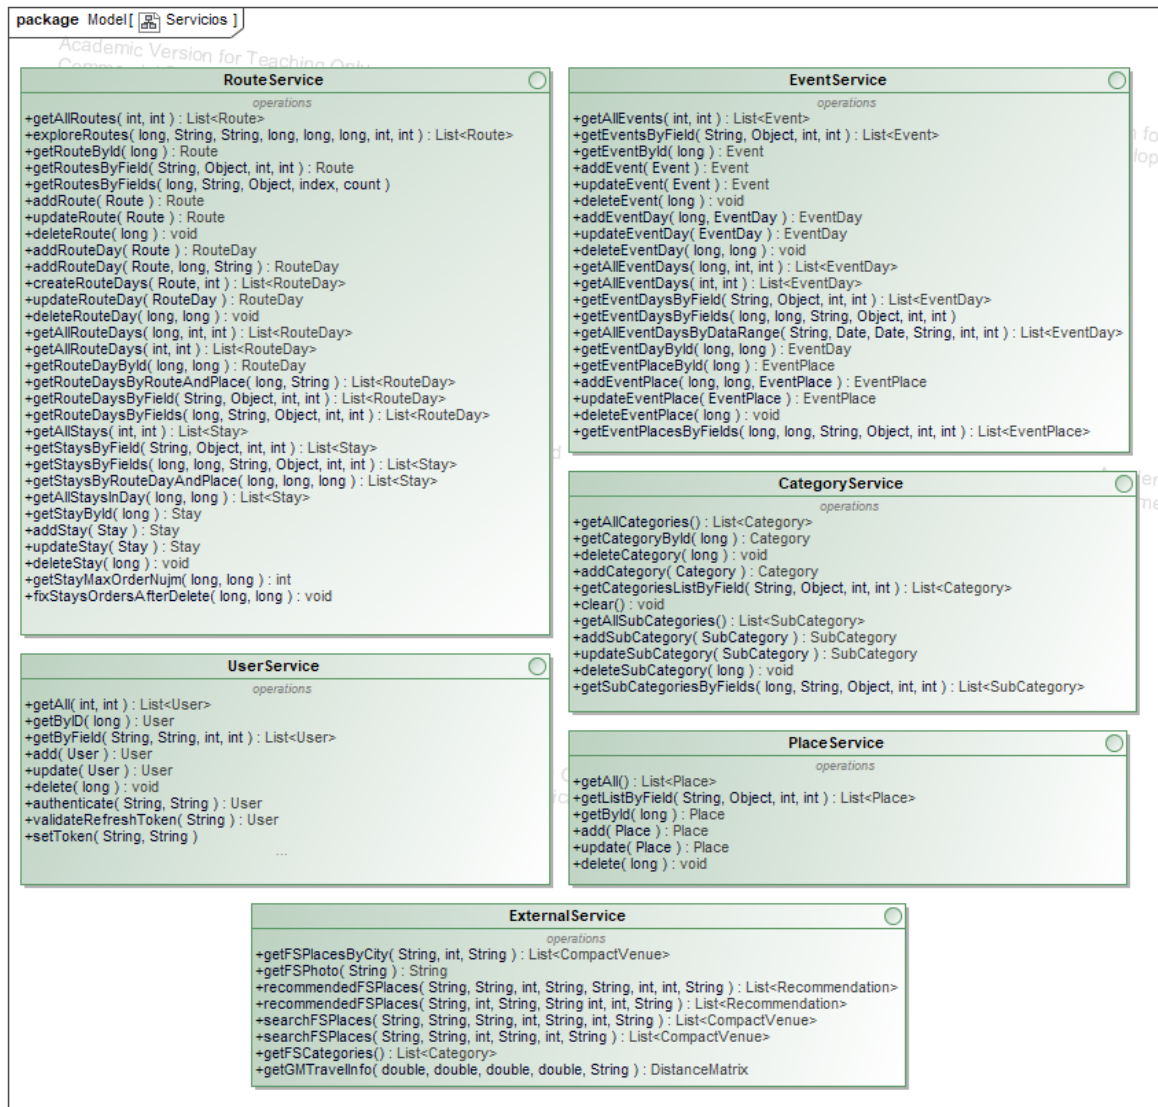 package Model[ Servicios ]
Academic Version for Teaching Only
RouteService
operations
+getAllRoutes( int, int ) : List<Route>
+exploreRoutes( long, String, String, long, long, long, int, int ) : List<Route>
+getRouteById( long ) : Route
+getRoutesByField( String, Object, int, int ) : Route
+getRoutesByFields( long, String, Object, index, count )
+addRoute( Route ) : Route
+updateRoute( Route ) : Route
+deleteRoute( long ) : void
+addRouteDay( Route ) : RouteDay
+addRouteDay( Route, long, String ) : RouteDay
+createRouteDays( Route, int ) : List<RouteDay>
+updateRouteDay( RouteDay ) : RouteDay
+deleteRouteDay( long, long ) : void
+getAllRouteDays( long, int, int ) : List<RouteDay>
+getAllRouteDays( int, int ) : List<RouteDay>
+getRouteDayById( long, long ) : RouteDay
+getRouteDaysByRouteAndPlace( long, String ) : List<RouteDay>
+getRouteDaysByField( String, Object, int, int ) : List<RouteDay>
+getRouteDaysByFields( long, String, Object, int, int ) : List<RouteDay>
+getAllStays( int, int ) : List<Stay>
+getStaysByField( String, Object, int, int ) : List<Stay>
+getStaysByFields( long, long, String, Object, int, int ) : List<Stay>
+getStaysByRouteDayAndPlace( long, long, long ) : List<Stay>
+getAllStaysInDay( long, long ) : List<Stay>
+getStayById( long ) : Stay
+addStay( Stay ) : Stay
+updateStay( Stay ) : Stay
+deleteStay( long ) : void
+getStayMaxOrderNujm( long, long ) : int
+fixStaysOrdersAfterDelete( long, long ) : void
EventService
operations
+getAllEvents( int, int ) : List<Event>
+getEventsByField( String, Object, int, int ) : List<Event>
+getEventById( long ) : Event
+addEvent( Event ) : Event
+updateEvent( Event ) : Event
+deleteEvent( long ) : void
+addEventDay( long, EventDay ) : EventDay
+updateEventDay( EventDay ) : EventDay
+deleteEventDay( long, long ) : void
+getAllEventDays( long, int, int ) : List<EventDay>
+getAllEventDays( int, int ) : List<EventDay>
+getEventDaysByField( String, Object, int, int ) : List<EventDay>
+getEventDaysByFields( long, long, String, Object, int, int )
+getAllEventDaysByDataRange( String, Date, Date, String, int, int ) : List<EventDay>
+getEventDayById( long, long ) : EventDay
+getEventPlaceById( long ) : EventPlace
+addEventPlace( long, long, EventPlace ) : EventPlace
+updateEventPlace( EventPlace ) : EventPlace
+deleteEventPlace( long ) : void
+getEventPlacesByFields( long, long, String, Object, int, int ) : List<EventPlace>
CategoryService
operations
+getAllCategories() : List<Category>
+getCategoryById( long ) : Category
+deleteCategory( long ) : void
+addCategory( Category ) : Category
+getCategoriesListByField( String, Object, int, int ) : List<Category>
+clear() : void
+getAllSubCategories() : List<SubCategory>
+addSubCategory( SubCategory ) : SubCategory
+updateSubCategory( SubCategory ) : SubCategory
+deleteSubCategory( long ) : void
+getSubCategoriesByFields( long, String, Object, int, int ) : List<SubCategory>
UserService
operations
+getAll( int, int ) : List<User>
+getByID( long ) : User
+getByField( String, String, int, int ) : List<User>
+add( User ) : User
+update( User ) : User
+delete( long ) : void
+authenticate( String, String ) : User
+validateRefreshToken( String ) : User
+setToken( String, String )
...
PlaceService
operations
+getAll() : List<Place>
+getListByField( String, Object, int, int ) : List<Place>
+getById( long ) : Place
+add( Place ) : Place
+update( Place ) : Place
+delete( long ) : void
ExternalService
operations
+getFSPlacesByCity( String, int, String ) : List<CompactVenue>
+getFSPhoto( String ) : String
+recommendedFSPlaces( String, String, int, String, String, int, int, String ) : List<Recommendation>
+recommendedFSPlaces( String, int, String, String int, int, String ) : List<Recommendation>
+searchFSPlaces( String, String, String, int, String, int, String ) : List<CompactVenue>
+searchFSPlaces( String, String, int, String, int, String ) : List<CompactVenue>
+getFSCategories() : List<Category>
+getGMTravelInfo( double, double, double, double, String ) : DistanceMatrix